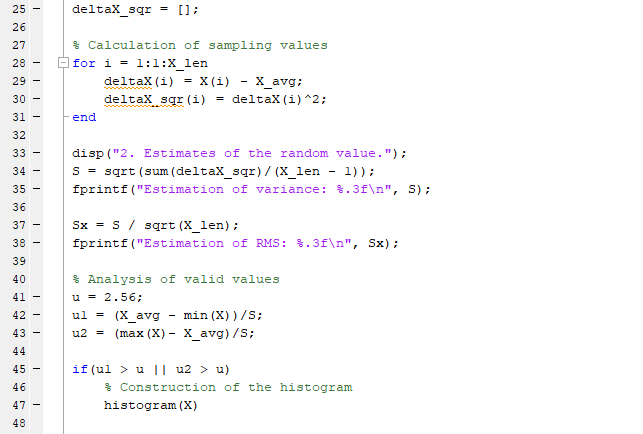 25 – deltaX_sqr = [];
26
27 % Calculation of sampling values
28 – for i = 1:1:X_len
29 – deltaX(i) = X(i) - X_avg;
30 – deltaX_sqr(i) = deltaX(i)^2;
31 – end
32
33 – disp("2. Estimates of the random value.");
34 – S = sqrt(sum(deltaX_sqr)/(X_len - 1));
35 – fprintf("Estimation of variance: %.3f\n", S);
36
37 – Sx = S / sqrt(X_len);
38 – fprintf("Estimation of RMS: %.3f\n", Sx);
39
40 % Analysis of valid values
41 – u = 2.56;
42 – u1 = (X_avg - min(X))/S;
43 – u2 = (max(X)- X_avg)/S;
44
45 – if(u1 > u || u2 > u)
46 % Construction of the histogram
47 – histogram(X)
48